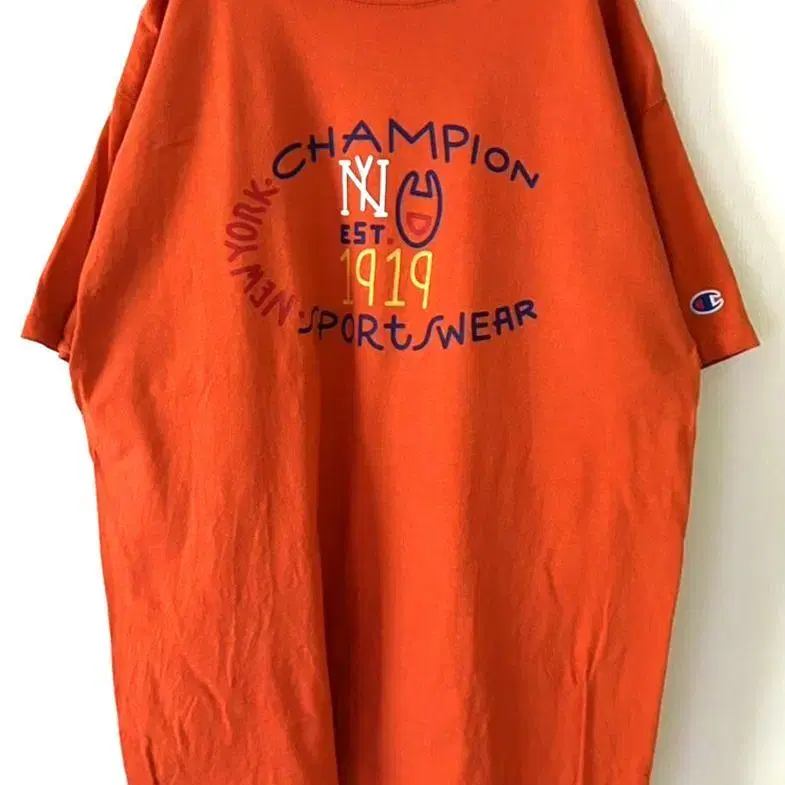 CHAMPION
NY
EST.
1919
·NEW YORK·
SPORtSWEAR